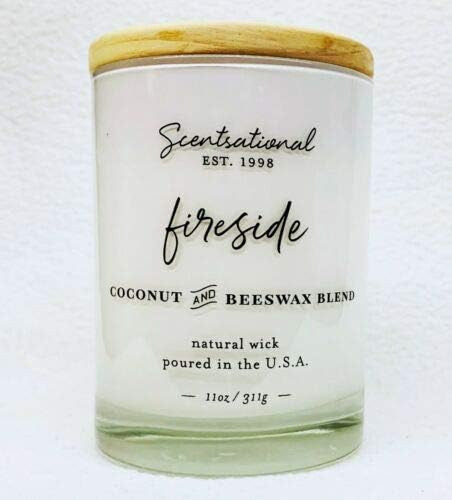 Scentsational
EST. 1998
fireside
COCONUT AND BEESWAX BLEND
natural wick
poured in the U.S.A.
— 11oz / 311g —